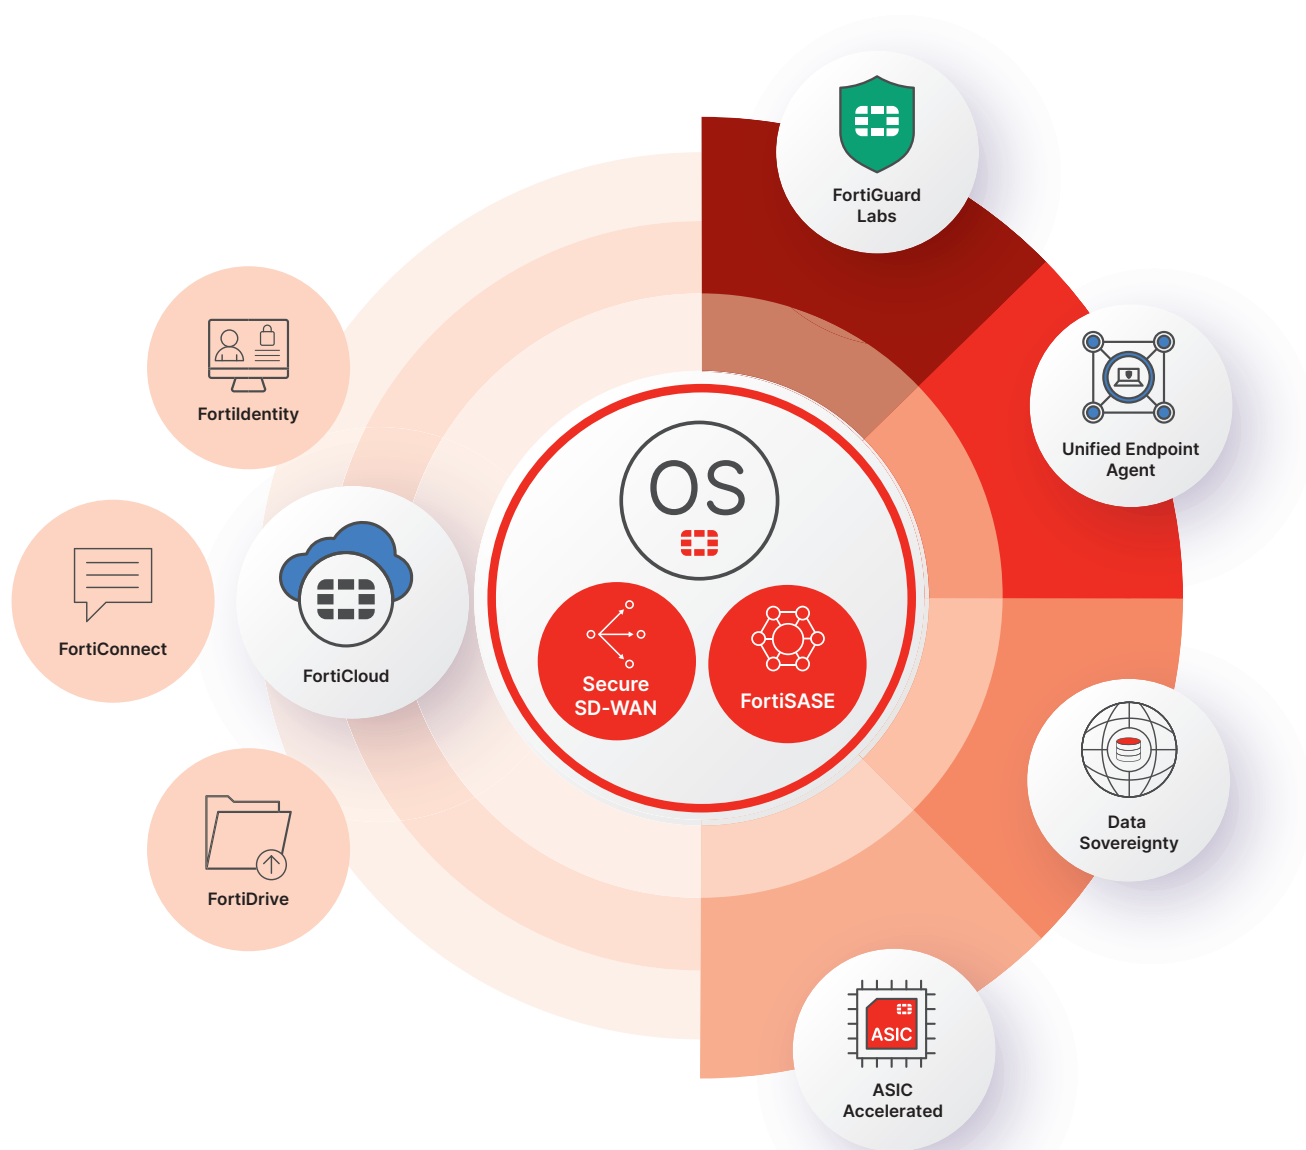 FortiGuard
Labs
Unified Endpoint
Agent
FortiIdentity
OS
FortiConnect
FortiCloud
Secure
SD-WAN
FortiSASE
Data
Sovereignty
FortiDrive
ASIC
ASIC
Accelerated